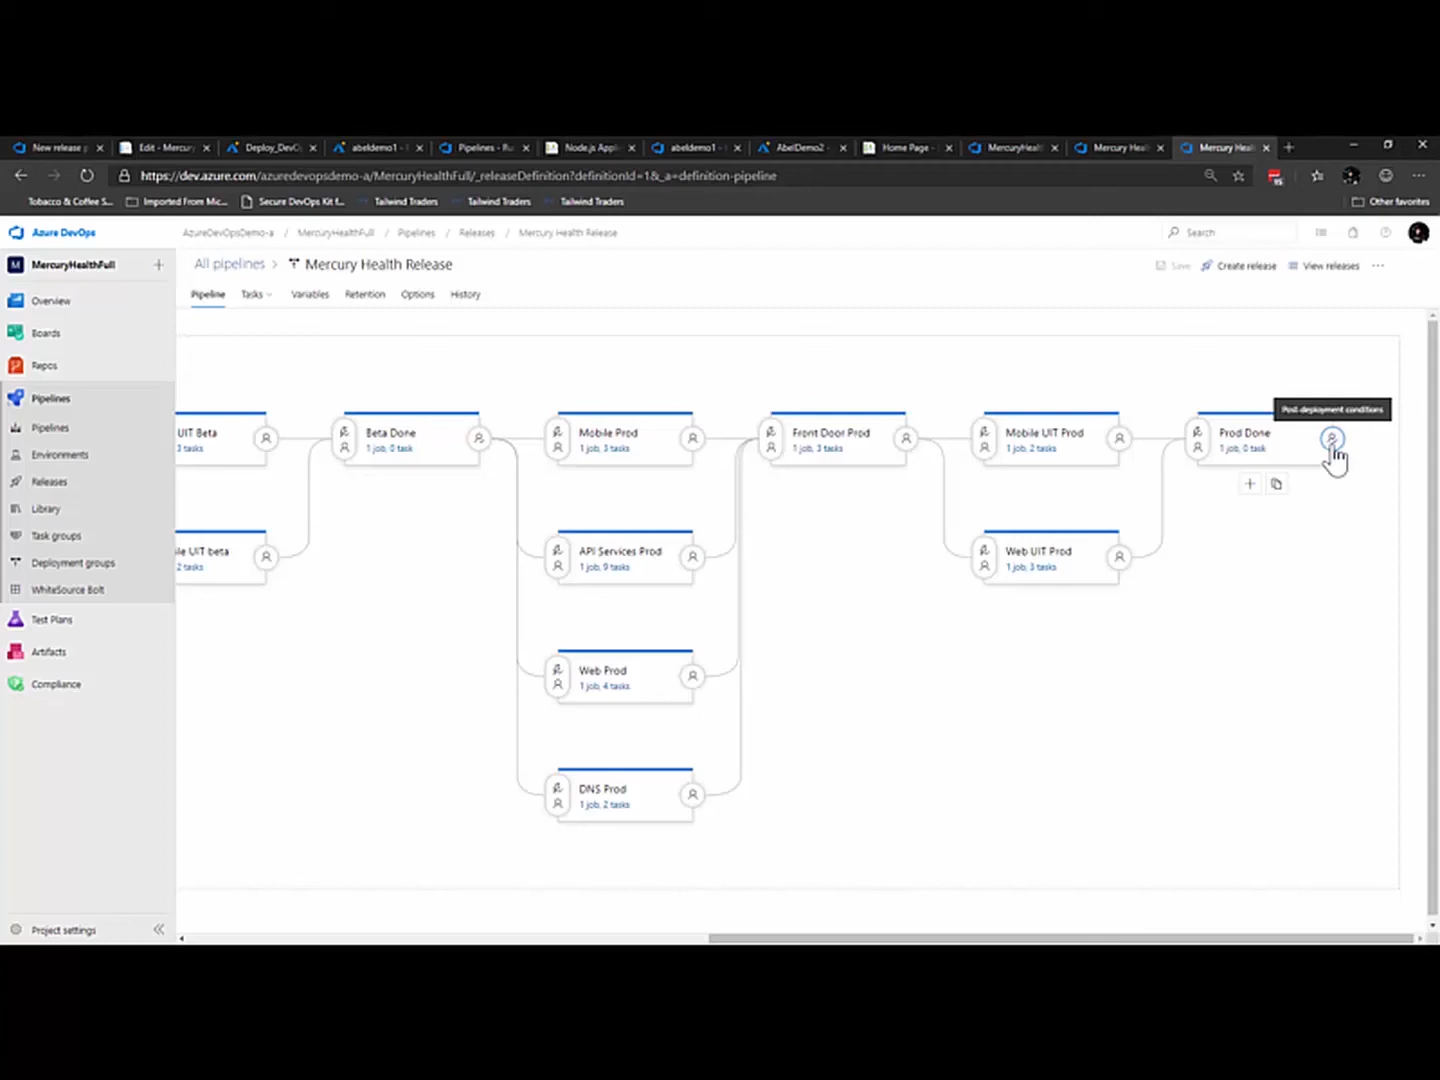 New release p
Edit - Mercury
Deploy_DevO
abeldemo1 -
Pipelines - Ru
Node.js Appli
abeldemo1 -
AbelDemo2 -
Home Page -
MercuryHealt
Mercury Heal
Mercury Heal
https://dev.azure.com/azuredevopsdemo-a/MercuryHealthFull/_releaseDefinition?definitionId=1&_a=definition-pipeline
Tobacco & Coffee S...
Imported From Mic...
Secure DevOps Kit f...
Tailwind Traders
Tailwind Traders
Tailwind Traders
Other favorites
Azure DevOps
AzureDevOpsDemo-a / MercuryHealthFull / Pipelines / Releases / Mercury Health Release
Search
M MercuryHealthFull
All pipelines > Mercury Health Release
Save
Create release
View releases
Pipeline
Tasks
Variables
Retention
Options
History
Overview
Boards
Repos
Pipelines
Pipelines
Environments
Releases
Library
Task groups
Deployment groups
WhiteSource Bolt
Test Plans
Artifacts
Compliance
Project settings
UIT Beta
3 tasks
ile UIT beta
2 tasks
Beta Done
1 job, 0 task
Mobile Prod
1 job, 3 tasks
API Services Prod
1 job, 9 tasks
Web Prod
1 job, 4 tasks
DNS Prod
1 job, 2 tasks
Front Door Prod
1 job, 3 tasks
Mobile UIT Prod
1 job, 2 tasks
Web UIT Prod
1 job, 3 tasks
Post-deployment conditions
Prod Done
1 job, 0 task